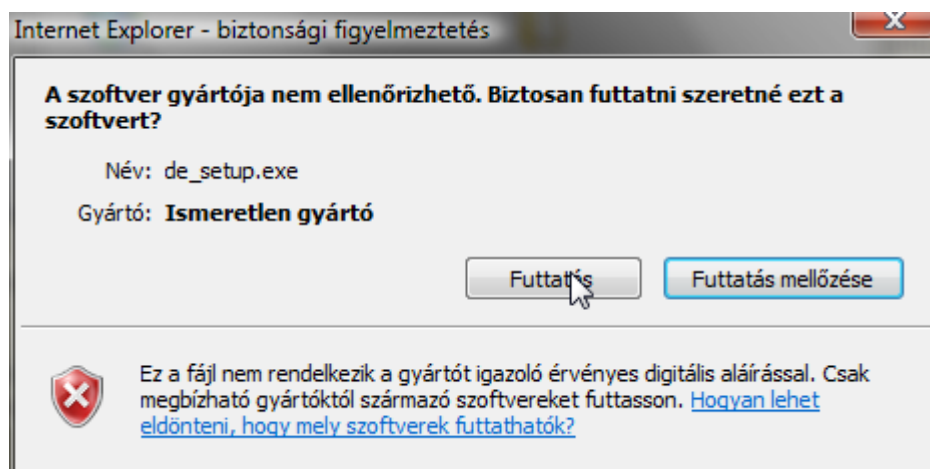 Internet Explorer - biztonsági figyelmeztetés
A szoftver gyártója nem ellenőrizhető. Biztosan futtatni szeretné ezt a
szoftvert?
Név: de_setup.exe
Gyártó: Ismeretlen gyártó
Futtatás Futtatás mellőzése
Ez a fájl nem rendelkezik a gyártót igazoló érvényes digitális aláírással. Csak
megbízható gyártóktól származó szoftvereket futtasson. Hogyan lehet
eldönteni, hogy mely szoftverek futtathatók?